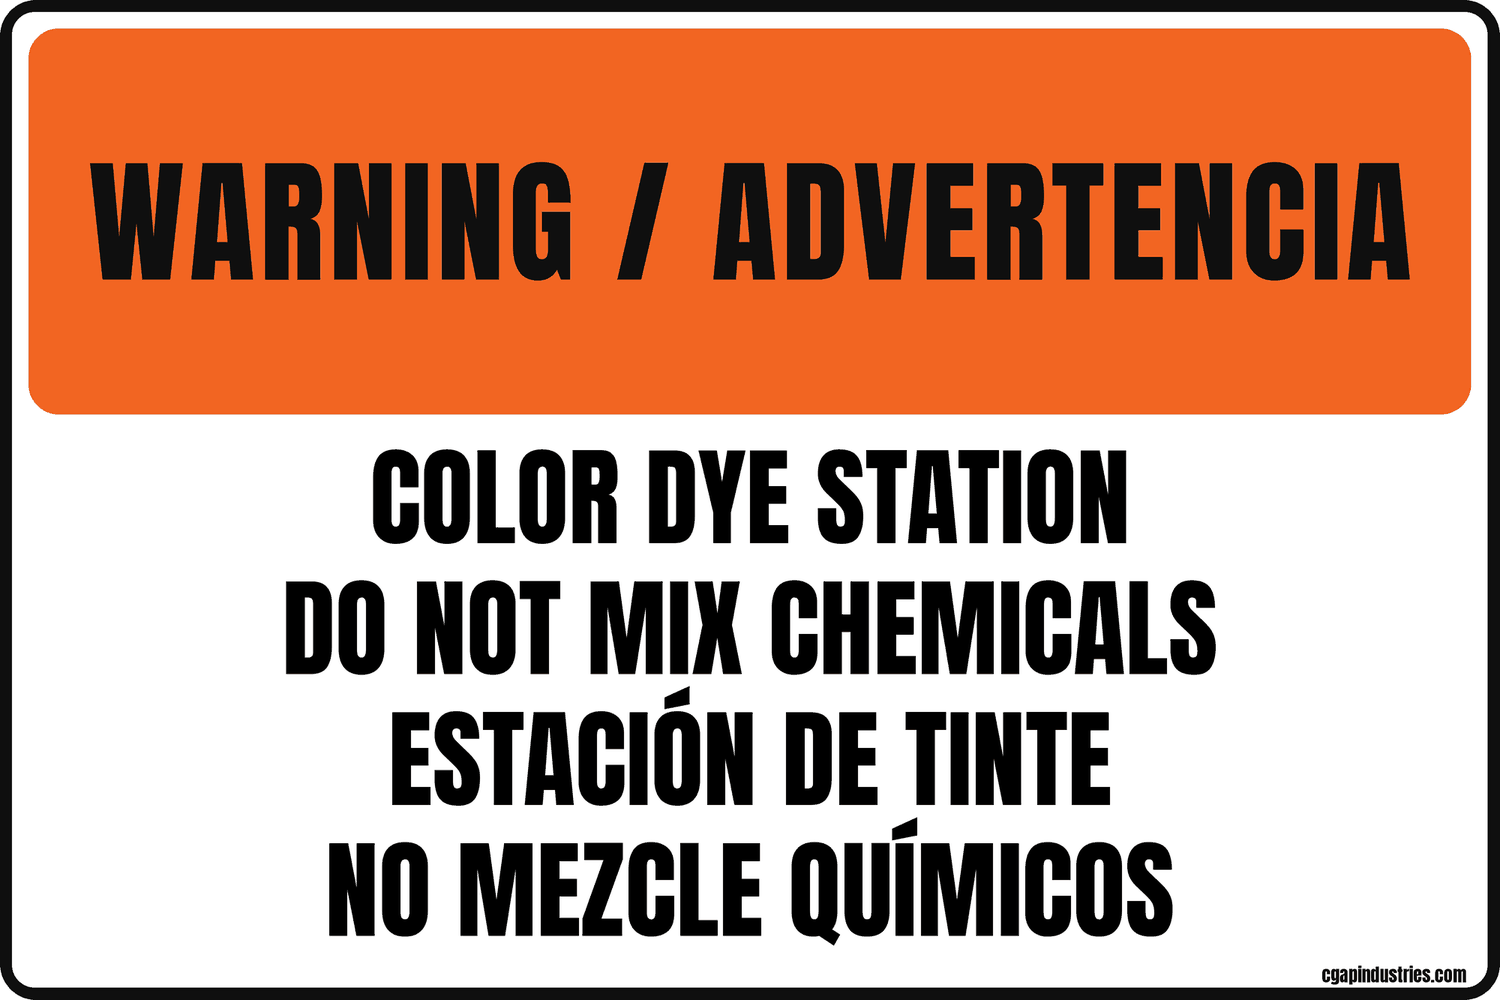 WARNING / ADVERTENCIA
COLOR DYE STATION
DO NOT MIX CHEMICALS
ESTACIÓN DE TINTE
NO MEZCLE QUÍMICOS
cgapindustries.com